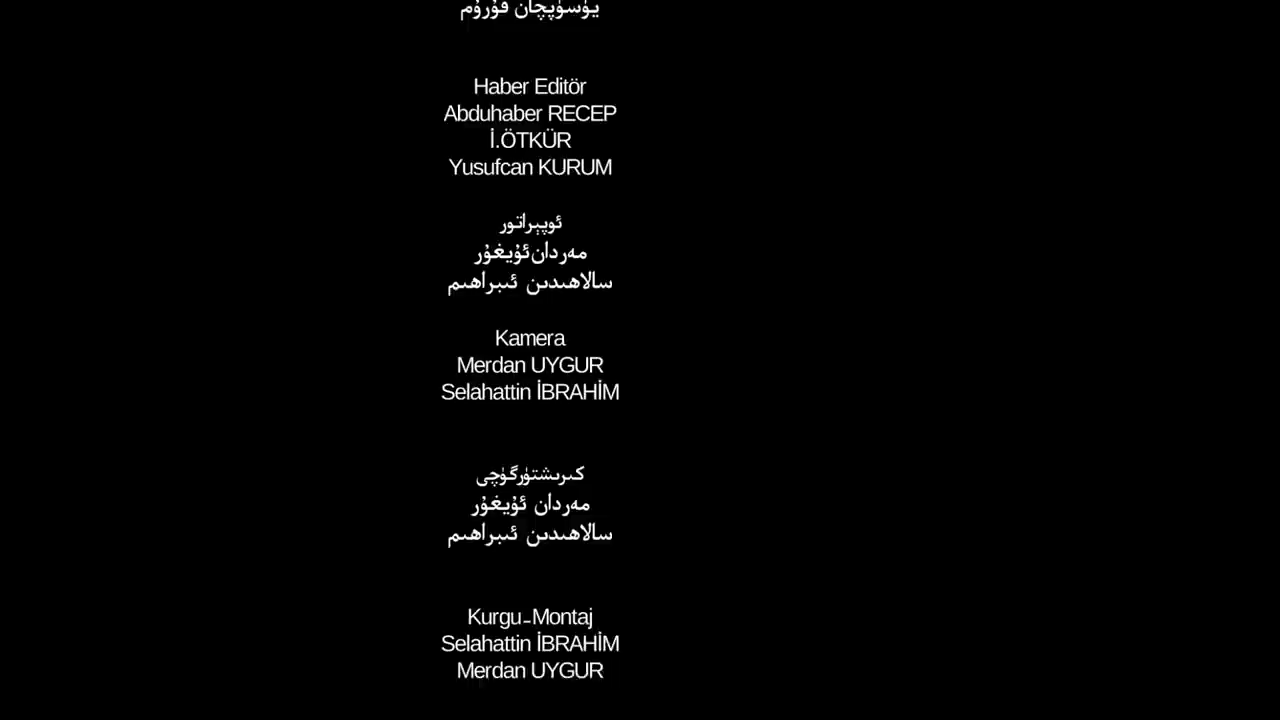 يۈسۈپجان قۇرۇم
Haber Editör
Abduhaber RECEP
İ.ÖTKÜR
Yusufcan KURUM
ئوپېراتور
مەردان ئۇيغۇر
سالاھىدىن ئىبراھىم
Kamera
Merdan UYGUR
Selahattin İBRAHİM
كىرىشتۈرگۈچى
مەردان ئۇيغۇر
سالاھىدىن ئىبراھىم
Kurgu-Montaj
Selahattin İBRAHİM
Merdan UYGUR